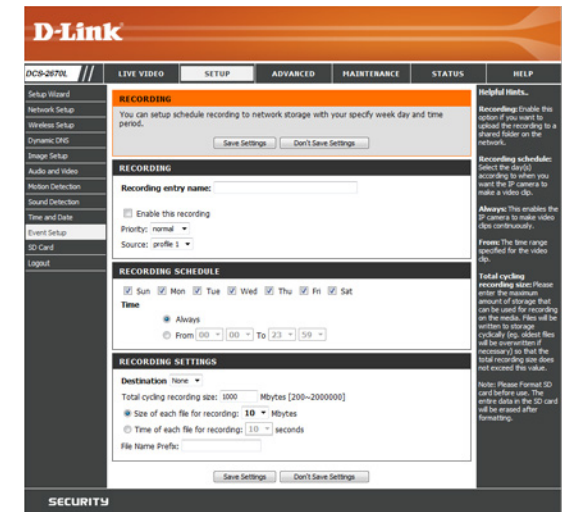 D-Link
DCS-2670L
LIVE VIDEO
SETUP
ADVANCED
MAINTENANCE
STATUS
HELP
Setup Wizard
Network Setup
Wireless Setup
Dynamic DNS
Image Setup
Audio and Video
Motion Detection
Sound Detection
Time and Date
Event Setup
SD Card
Logout
RECORDING
You can setup schedule recording to network storage with your specify week day and time
period.
Save Settings Don't Save Settings
RECORDING
Recording entry name:
Enable this recording
Priority: normal
Source: profile 1
RECORDING SCHEDULE
Sun Mon Tue Wed Thu Fri Sat
Time
Always
From 00 - 00 To 23 - 59
RECORDING SETTINGS
Destination None
Total cycling recording size: 1000 Mbytes [200~2000000]
Size of each file for recording: 10 Mbytes
Time of each file for recording: 10 seconds
File Name Prefix:
Save Settings Don't Save Settings
Helpful Hints..
Recording: Enable this
option if you want to
upload the recording to a
shared folder on the
network.
Recording schedule:
Select the day(s)
according to when you
want the IP camera to
make a video clip.
Always: This enables the
IP camera to make video
clips continuously.
From: The time range
specified for the video
clip.
Total cycling
recording size: Please
enter the maximum
amount of storage that
can be used for recording
on the media. Files will be
written to storage
cyclically (eg. oldest files
will be overwritten if
necessary) so that the
total recording size does
not exceed this value.
Note: Please Format SD
card before use. The
entire data in the SD card
will be erased after
formatting.
SECURITY